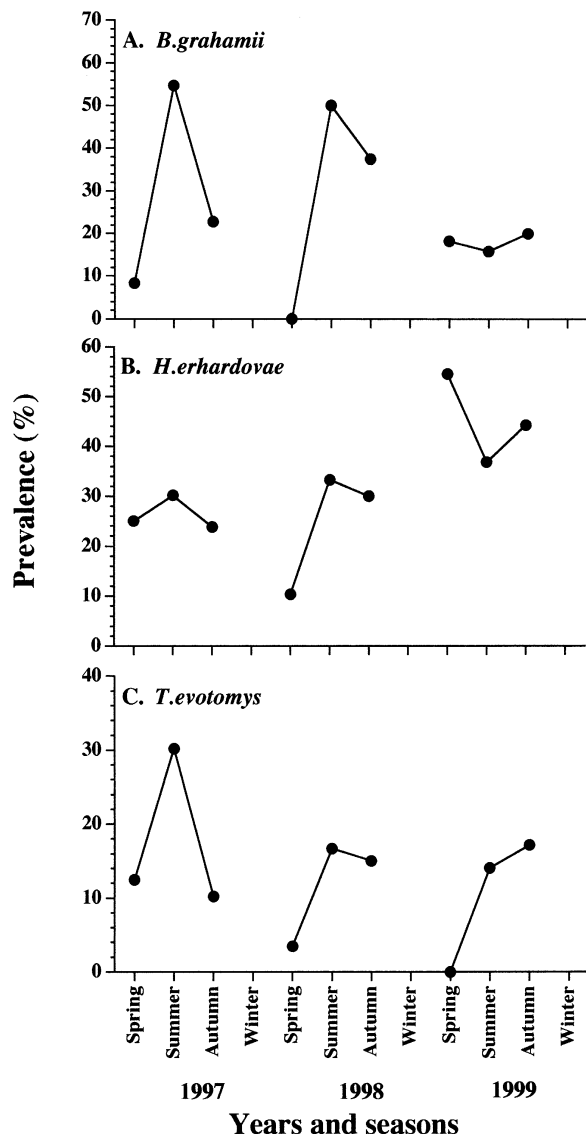 70
A. B.grahamii
60
50
40
30
20
10
0
60
B. H.erhardovae
50
40
30
20
10
0
Prevalence (%)
40
C. T.evotomys
30
20
10
0
Spring
Summer
Autumn
Winter
Spring
Summer
Autumn
Winter
Spring
Summer
Autumn
Winter
1997
1998
1999
Years and seasons